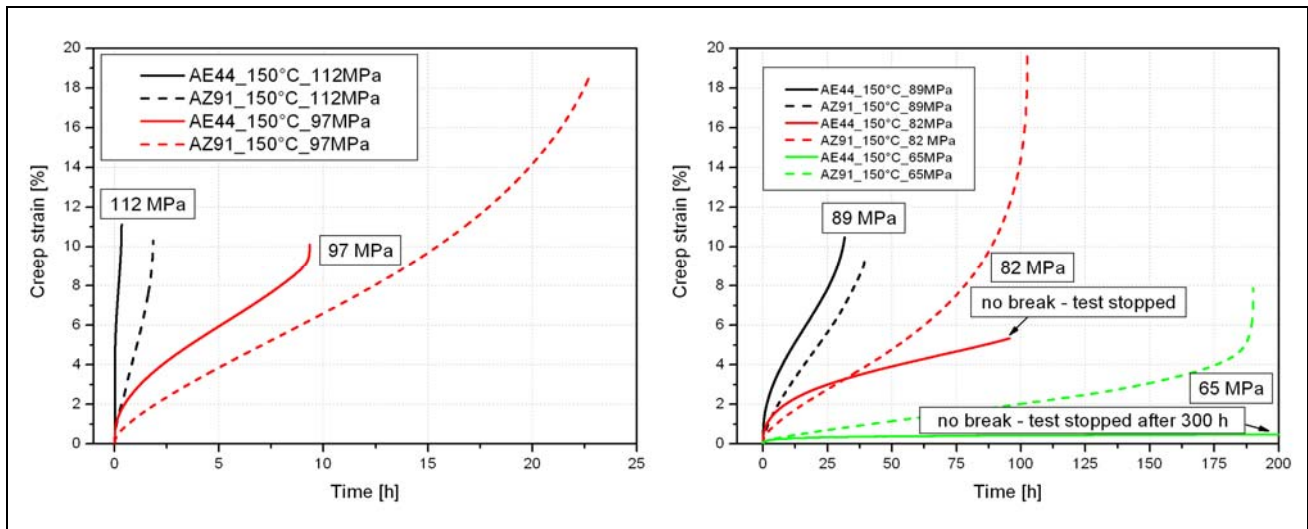 20
18
16
14
12
10
8
6
4
2
0
Creep strain [%]
AE44_150°C_112MPa
AZ91_150°C_112MPa
AE44_150°C_97MPa
AZ91_150°C_97MPa
112 MPa
97 MPa
0 5 10 15 20 25
Time [h]
20
18
16
14
12
10
8
6
4
2
0
Creep strain [%]
AE44_150°C_89MPa
AZ91_150°C_89MPa
AE44_150°C_82MPa
AZ91_150°C_82 MPa
AE44_150°C_65MPa
AZ91_150°C_65MPa
89 MPa
82 MPa
no break - test stopped
65 MPa
no break - test stopped after 300 h
0 25 50 75 100 125 150 175 200
Time [h]